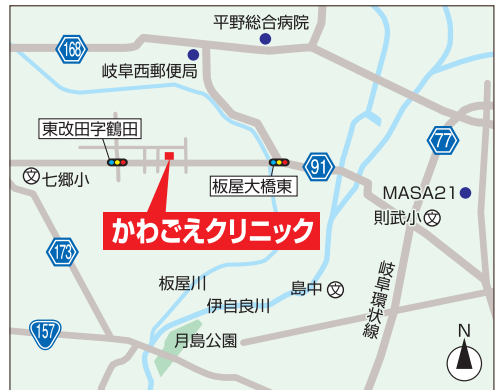 平野総合病院
168
岐阜西郵便局
東改田字鶴田
77
91
七郷小
板屋大橋東
MASA21
則武小
かわごえクリニック
173
板屋川
島中
伊自良川
岐阜環状線
157
月島公園
N
文
文
文